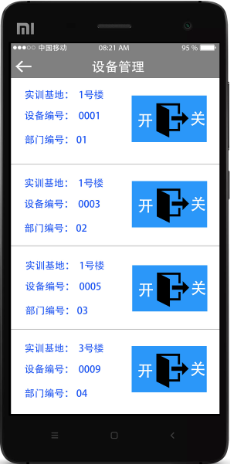 mi
中国移动 08:21 AM 95 %
设备管理
实训基地： 1号楼
设备编号： 0001
部门编号： 01
开 关
实训基地： 1号楼
设备编号： 0003
部门编号： 02
开 关
实训基地： 1号楼
设备编号： 0005
部门编号： 03
开 关
实训基地： 3号楼
设备编号： 0009
部门编号： 04
开 关